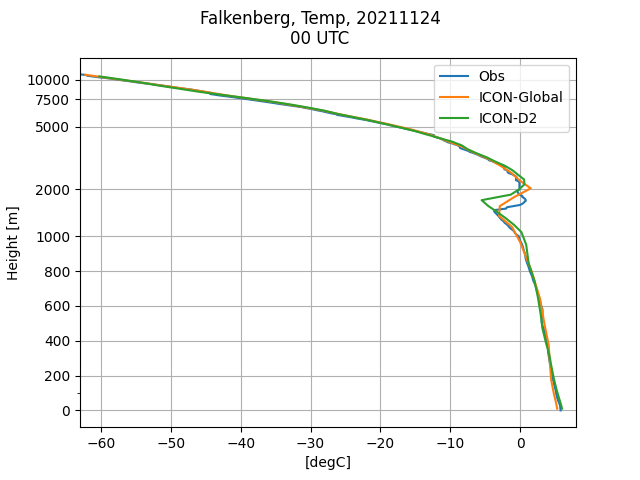 Falkenberg, Temp, 20211124
00 UTC
Obs
ICON-Global
ICON-D2
Height [m]
10000
7500
5000
2000
1000
800
600
400
200
0
−60
−50
−40
−30
−20
−10
0
[degC]